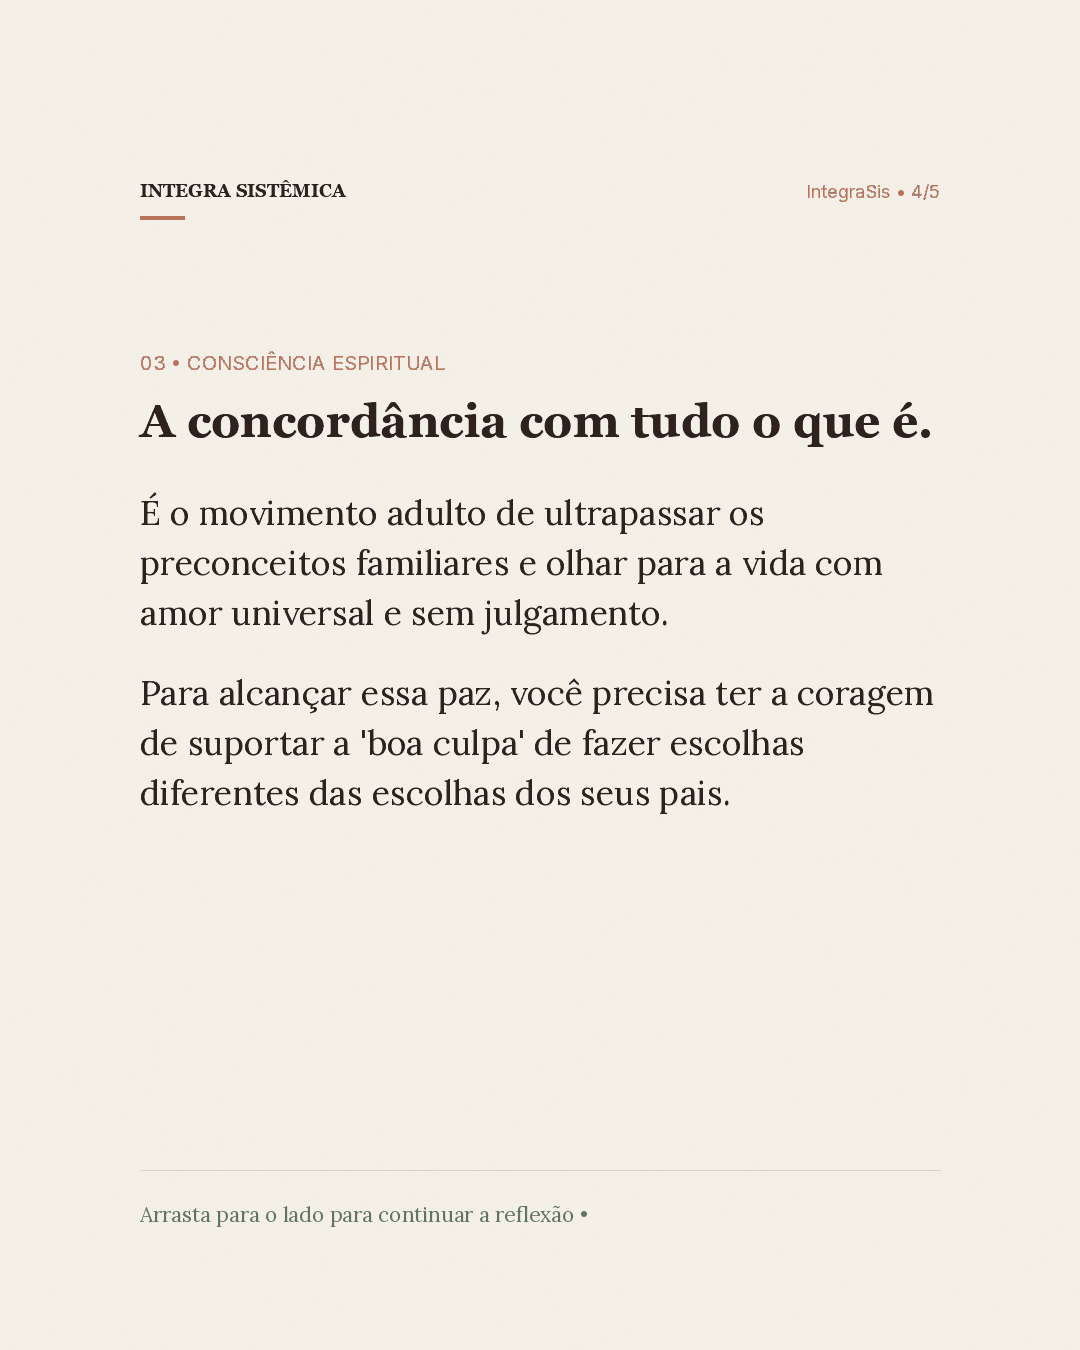 INTEGRA SISTÊMICA
IntegraSis • 4/5
03 • CONSCIÊNCIA ESPIRITUAL
A concordância com tudo o que é.
É o movimento adulto de ultrapassar os
preconceitos familiares e olhar para a vida com
amor universal e sem julgamento.
Para alcançar essa paz, você precisa ter a coragem
de suportar a 'boa culpa' de fazer escolhas
diferentes das escolhas dos seus pais.
Arrasta para o lado para continuar a reflexão •